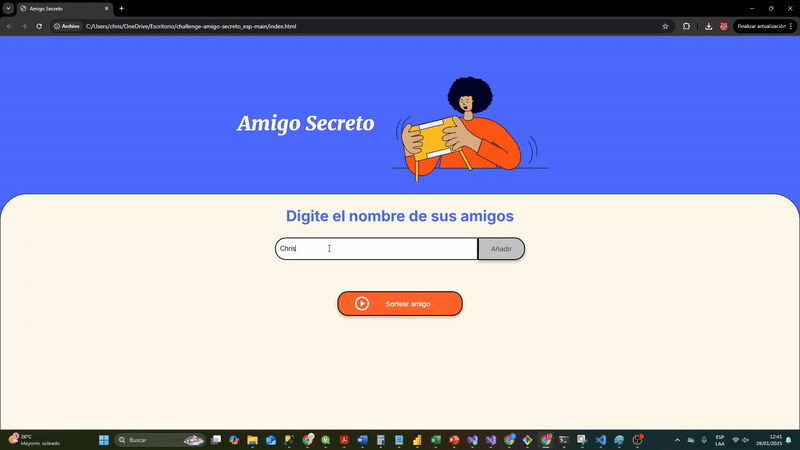 Amigo Secreto
Archivo C:/Users/chris/OneDrive/Escritorio/challenge-amigo-secreto_esp-main/index.html
Finalizar actualización
Amigo Secreto
Digite el nombre de sus amigos
Chris
Añadir
Sortear amigo
26°C
Mayorm. soleado
Buscar
ESP
LAA
12:41
29/01/2025